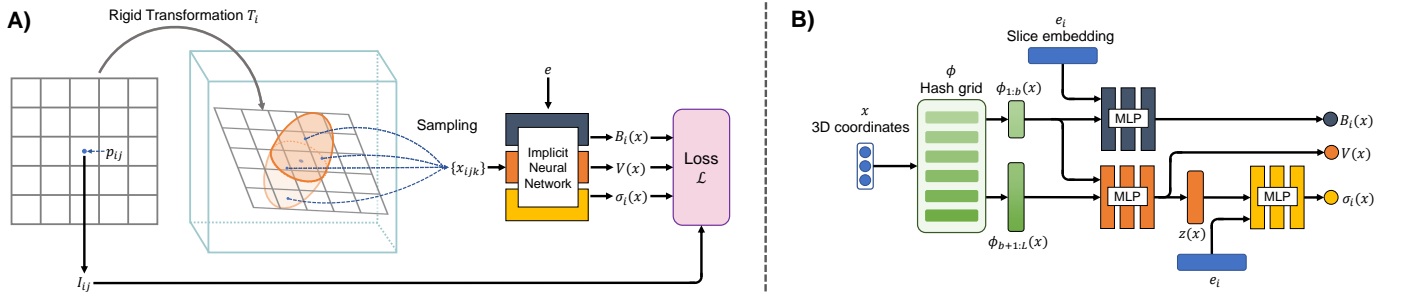 A)
Rigid Transformation T_i
p_ij
I_ij
Sampling
{x_ijk}
e
Implicit
Neural
Network
B_i(x)
V(x)
σ_i(x)
Loss
ℒ
B)
x
3D coordinates
ϕ
Hash grid
ϕ_1:b(x)
ϕ_b+1:L(x)
e_i
Slice embedding
MLP
MLP
z(x)
e_i
MLP
B_i(x)
V(x)
σ_i(x)